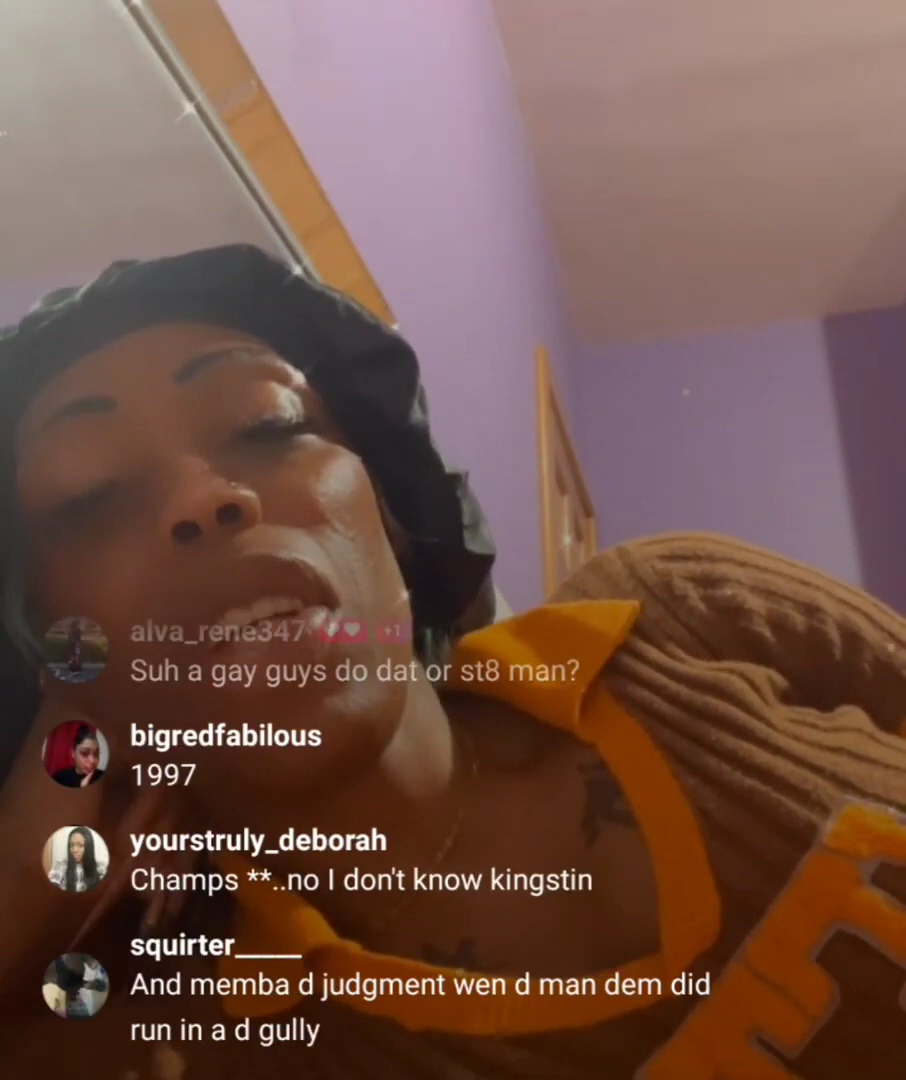 alva_rene347
Suh a gay guys do dat or st8 man?
bigredfabilous
1997
yourstruly_deborah
Champs **..no I don't know kingstin
squirter_____
And memba d judgment wen d man dem did
run in a d gully